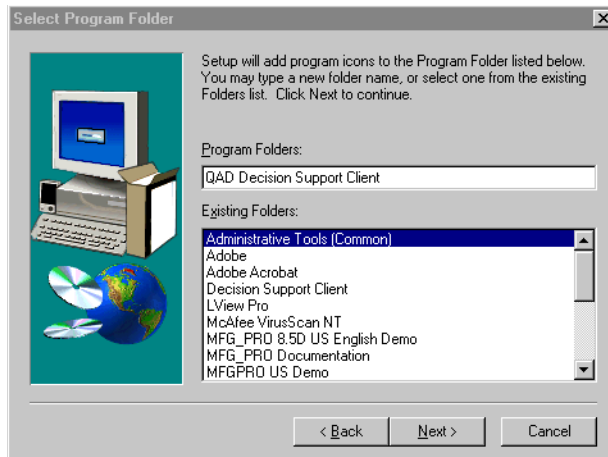 Select Program Folder
Setup will add program icons to the Program Folder listed below.
You may type a new folder name, or select one from the existing
Folders list. Click Next to continue.
Program Folders:
QAD Decision Support Client
Existing Folders:
Administrative Tools (Common)
Adobe
Adobe Acrobat
Decision Support Client
LView Pro
McAfee VirusScan NT
MFG_PRO 8.5D US English Demo
MFG_PRO Documentation
MFGPRO US Demo
< Back
Next >
Cancel